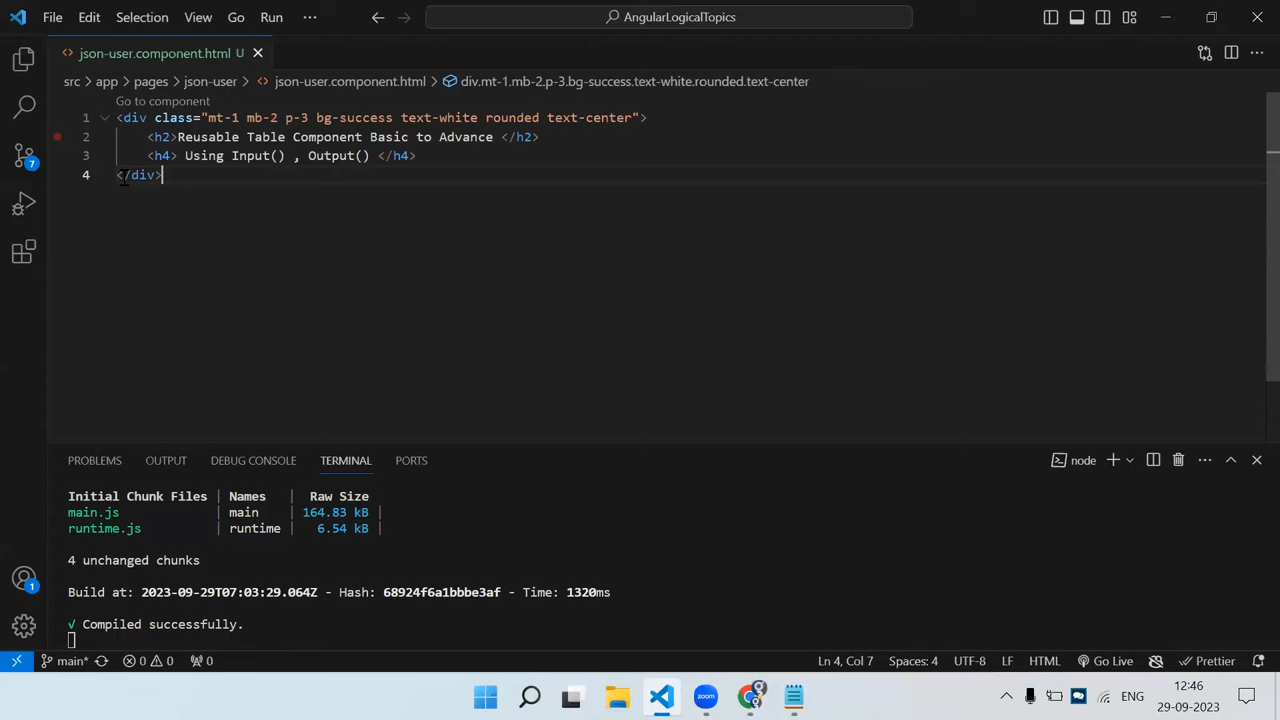 File Edit Selection View Go Run ··· AngularLogicalTopics
json-user.component.html U
src > app > pages > json-user > json-user.component.html > div.mt-1.mb-2.p-3.bg-success.text-white.rounded.text-center
Go to component
1 <div class="mt-1 mb-2 p-3 bg-success text-white rounded text-center">
2 <h2>Reusable Table Component Basic to Advance </h2>
3 <h4> Using Input() , Output() </h4>
4 </div>
7
PROBLEMS OUTPUT DEBUG CONSOLE TERMINAL PORTS node
Initial Chunk Files | Names | Raw Size
main.js | main | 164.83 kB |
runtime.js | runtime | 6.54 kB |
4 unchanged chunks
Build at: 2023-09-29T07:03:29.064Z - Hash: 68924f6a1bbbe3af - Time: 1320ms
1
√ Compiled successfully.
main* 0 0 0 Ln 4, Col 7 Spaces: 4 UTF-8 LF HTML Go Live Prettier
zoom ENG 12:46
29-09-2023